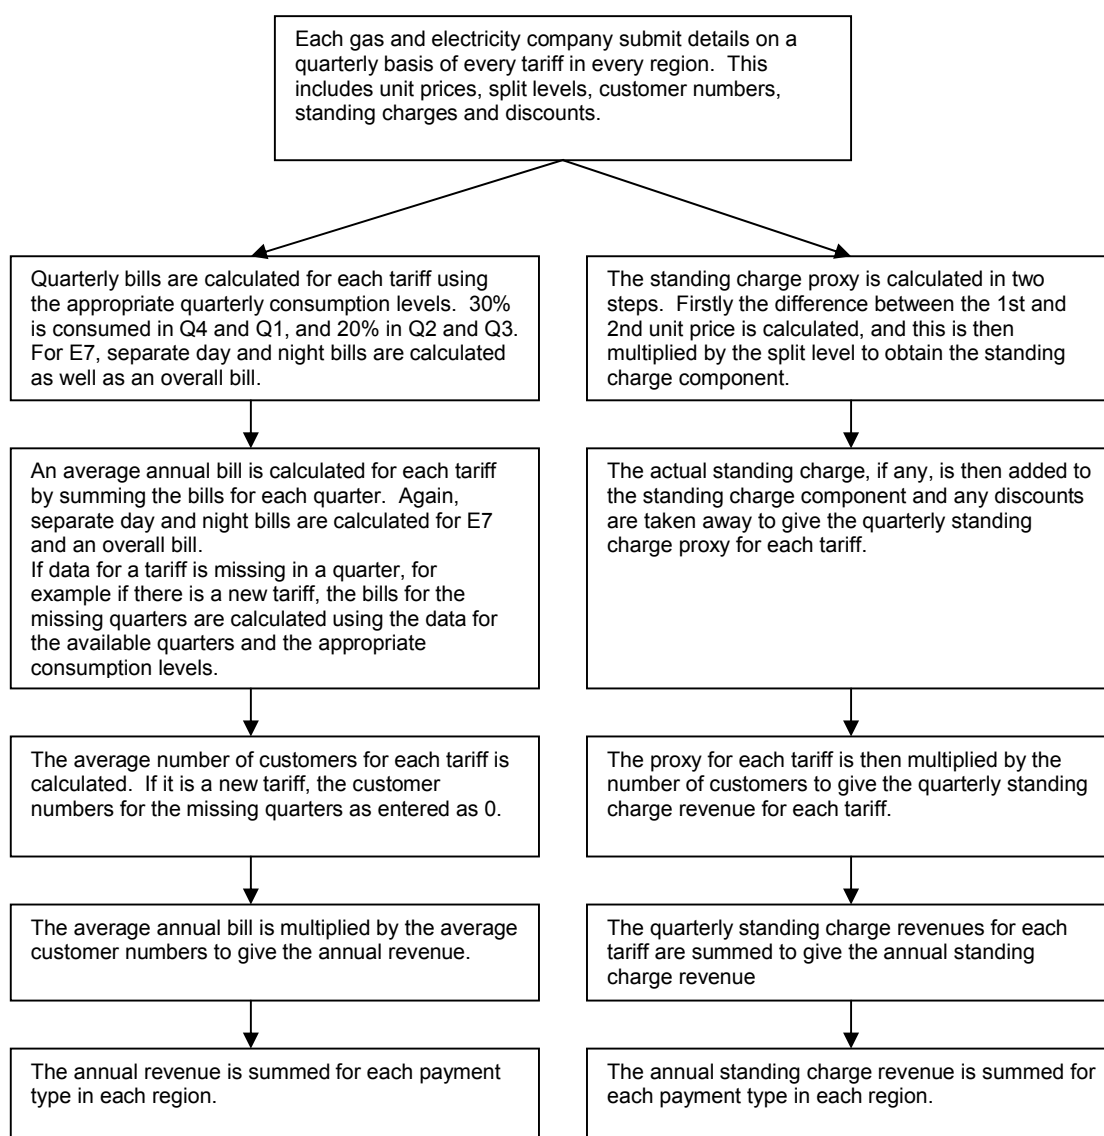 Each gas and electricity company submit details on a
quarterly basis of every tariff in every region.  This
includes unit prices, split levels, customer numbers,
standing charges and discounts.
Quarterly bills are calculated for each tariff using
the appropriate quarterly consumption levels.  30%
is consumed in Q4 and Q1, and 20% in Q2 and Q3.
For E7, separate day and night bills are calculated
as well as an overall bill.
The standing charge proxy is calculated in two
steps.  Firstly the difference between the 1st and
2nd unit price is calculated, and this is then
multiplied by the split level to obtain the standing
charge component.
An average annual bill is calculated for each tariff
by summing the bills for each quarter.  Again,
separate day and night bills are calculated for E7
and an overall bill.
If data for a tariff is missing in a quarter, for
example if there is a new tariff, the bills for the
missing quarters are calculated using the data for
the available quarters and the appropriate
consumption levels.
The actual standing charge, if any, is then added to
the standing charge component and any discounts
are taken away to give the quarterly standing
charge proxy for each tariff.
The average number of customers for each tariff is
calculated.  If it is a new tariff, the customer
numbers for the missing quarters as entered as 0.
The proxy for each tariff is then multiplied by the
number of customers to give the quarterly standing
charge revenue for each tariff.
The average annual bill is multiplied by the average
customer numbers to give the annual revenue.
The quarterly standing charge revenues for each
tariff are summed to give the annual standing
charge revenue
The annual revenue is summed for each payment
type in each region.
The annual standing charge revenue is summed for
each payment type in each region.